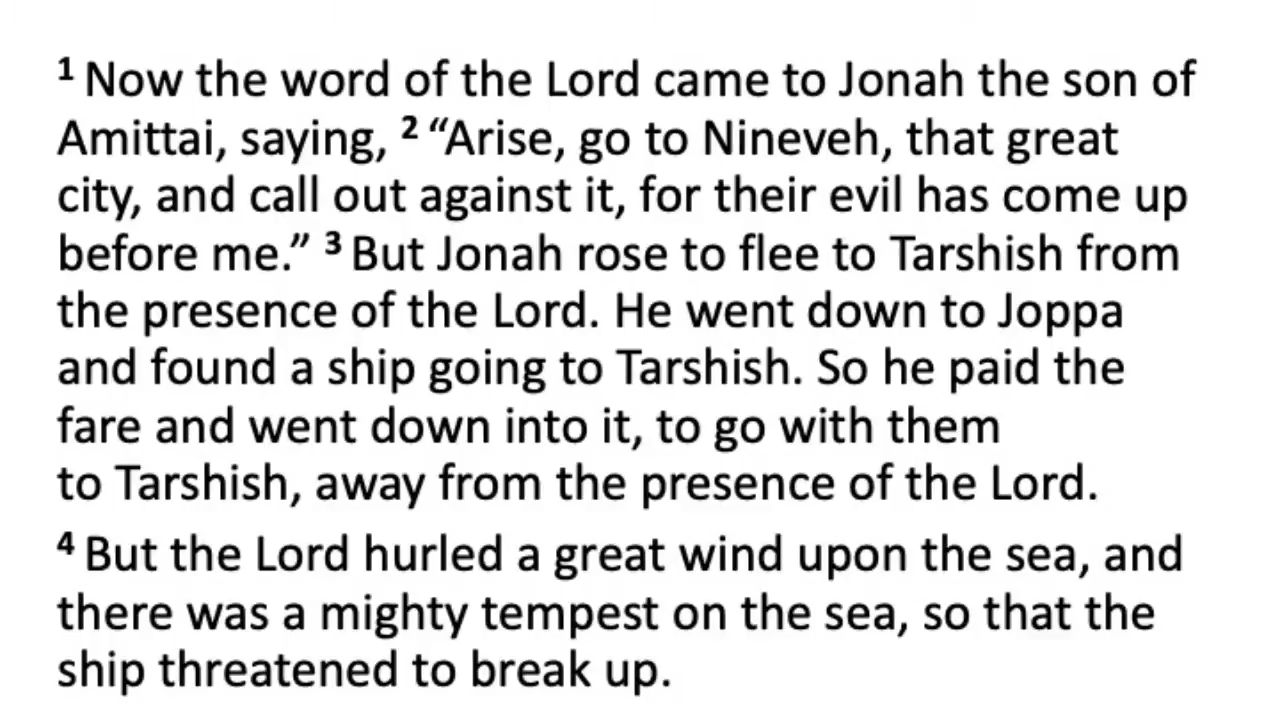 ¹ Now the word of the Lord came to Jonah the son of
Amittai, saying, ² “Arise, go to Nineveh, that great
city, and call out against it, for their evil has come up
before me.” ³ But Jonah rose to flee to Tarshish from
the presence of the Lord. He went down to Joppa
and found a ship going to Tarshish. So he paid the
fare and went down into it, to go with them
to Tarshish, away from the presence of the Lord.
⁴ But the Lord hurled a great wind upon the sea, and
there was a mighty tempest on the sea, so that the
ship threatened to break up.